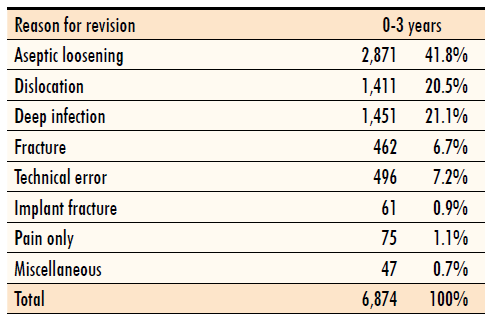 Reason for revision 0-3 years
Aseptic loosening 2,871 41.8%
Dislocation 1,411 20.5%
Deep infection 1,451 21.1%
Fracture 462 6.7%
Technical error 496 7.2%
Implant fracture 61 0.9%
Pain only 75 1.1%
Miscellaneous 47 0.7%
Total 6,874 100%